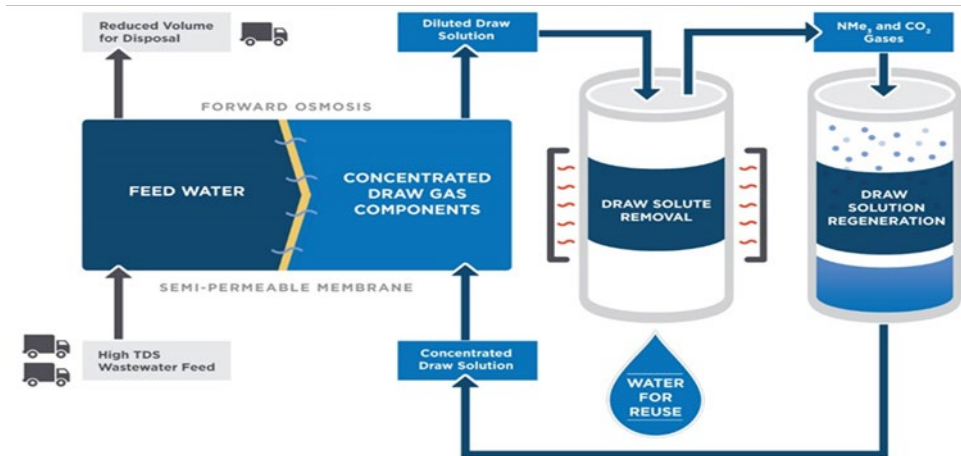 Reduced Volume
for Disposal
Diluted Draw
Solution
NMe₃ and CO₂
Gases
FORWARD OSMOSIS
FEED WATER
CONCENTRATED
DRAW GAS
COMPONENTS
DRAW SOLUTE
REMOVAL
DRAW
SOLUTION
REGENERATION
SEMI-PERMEABLE MEMBRANE
High TDS
Wastewater Feed
Concentrated
Draw Solution
WATER
FOR
REUSE